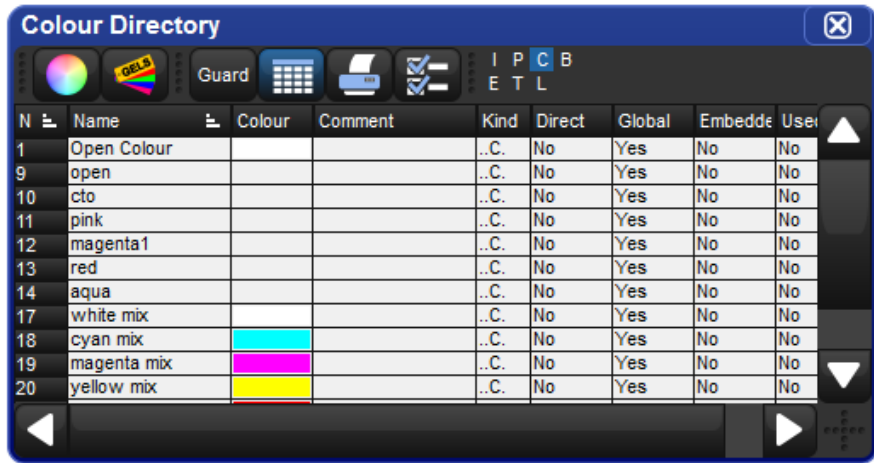 Colour Directory
GELS Guard I P C B
E T L
N Name Colour Comment Kind Direct Global Embedde Used
1 Open Colour ..C. No Yes No No
9 open ..C. No Yes No No
10 cto ..C. No Yes No No
11 pink ..C. No Yes No No
12 magenta1 ..C. No Yes No No
13 red ..C. No Yes No No
14 aqua ..C. No Yes No No
17 white mix ..C. No Yes No No
18 cyan mix ..C. No Yes No No
19 magenta mix ..C. No Yes No No
20 yellow mix ..C. No Yes No No